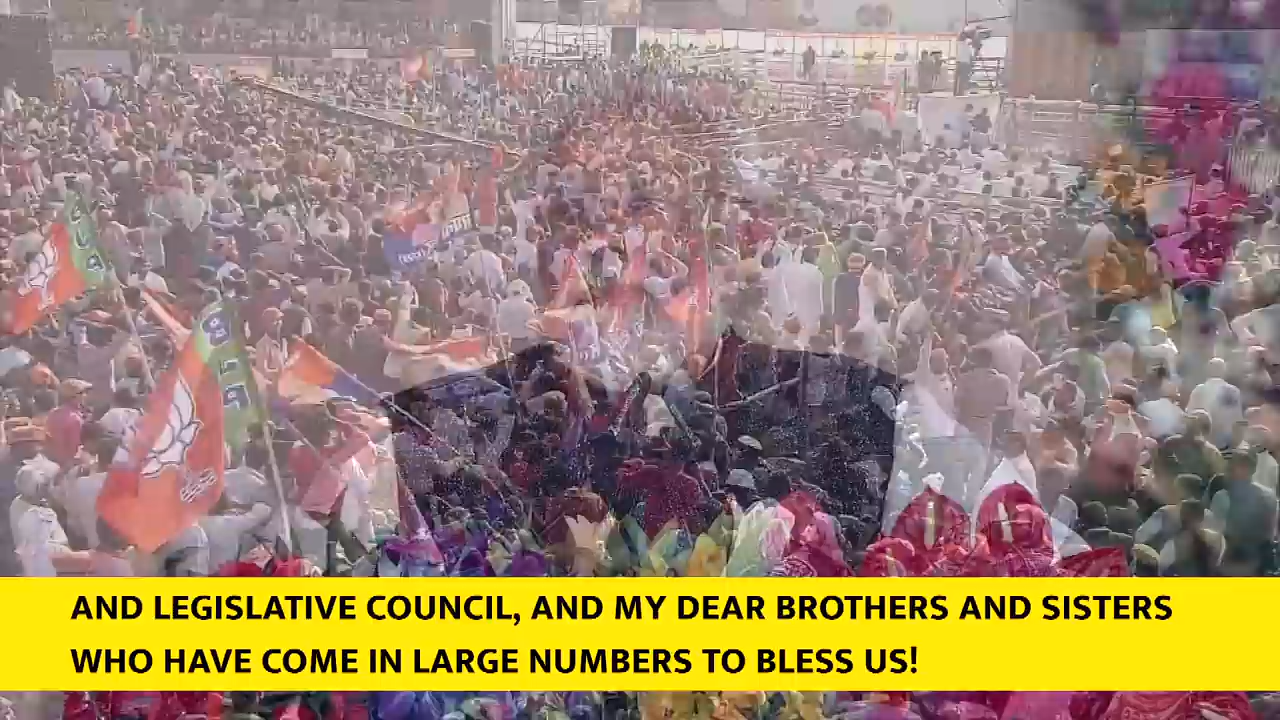 AND LEGISLATIVE COUNCIL, AND MY DEAR BROTHERS AND SISTERS
WHO HAVE COME IN LARGE NUMBERS TO BLESS US!